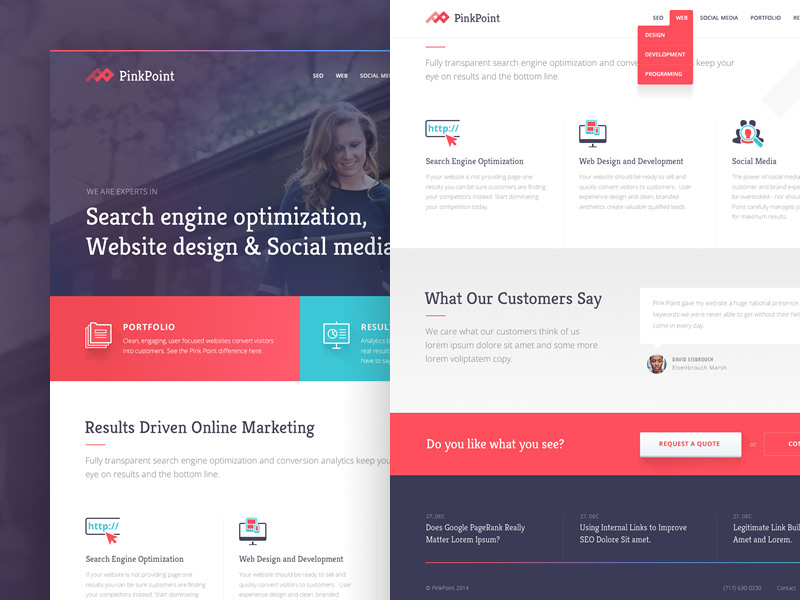 PinkPoint
SEO WEB SOCIAL
WE ARE EXPERTS IN
Search engine optimization,
Website design & Social media
PORTFOLIO
Clean, engaging, user focused websites convert visitors
into customers. See the Pink Point difference here.
Analytics
real results
have to say
Results Driven Online Marketing
Fully transparent search engine optimization and conversion analytics keep you
eye on results and the bottom line.
http://
Search Engine Optimization
If your website is not providing page one
results you can be sure customers are finding
your competitors instead. Start dominating
Web Design and Development
Your website should be ready to sell and
quickly convert visitors to customers. User
experience design and clean, branded
PinkPoint
SEO WEB SOCIAL MEDIA PORTFOLIO
DESIGN
DEVELOPMENT
PROGRAMING
Fully transparent search engine optimization and keep your
eye on results and the bottom line.
http://
Search Engine Optimization
If your website is not providing page one
results you can be sure customers are finding
your competitors instead. Start dominating
your competition today.
Web Design and Development
Your website should be ready to sell and
quickly convert visitors to customers. User
experience design and clean, branded
aesthetics create valuable qualified leads.
Social Media
The power of social media
customer and brand
be overlooked - nor
Point carefully manages
for maximum results.
What Our Customers Say
We care what our customers think of us
lorem ipsum dolore sit amet and some more
lorem voliptatem copy.
Pink Point gave my website a huge national presence.
keywords we were never able to get without their
come in every day.
DAVID EISBROUCH
Eisenbrouch Marsh
Do you like what you see?
REQUEST A QUOTE
or
27. DEC
Does Google PageRank Really
Matter Lorem Ipsum?
27. DEC
Using Internal Links to Improve
SEO Dolore Sit amet.
27. DEC
Legitimate Link
Amet and Lorem.
© PinkPoint 2014
(717) 630-0230
Contact